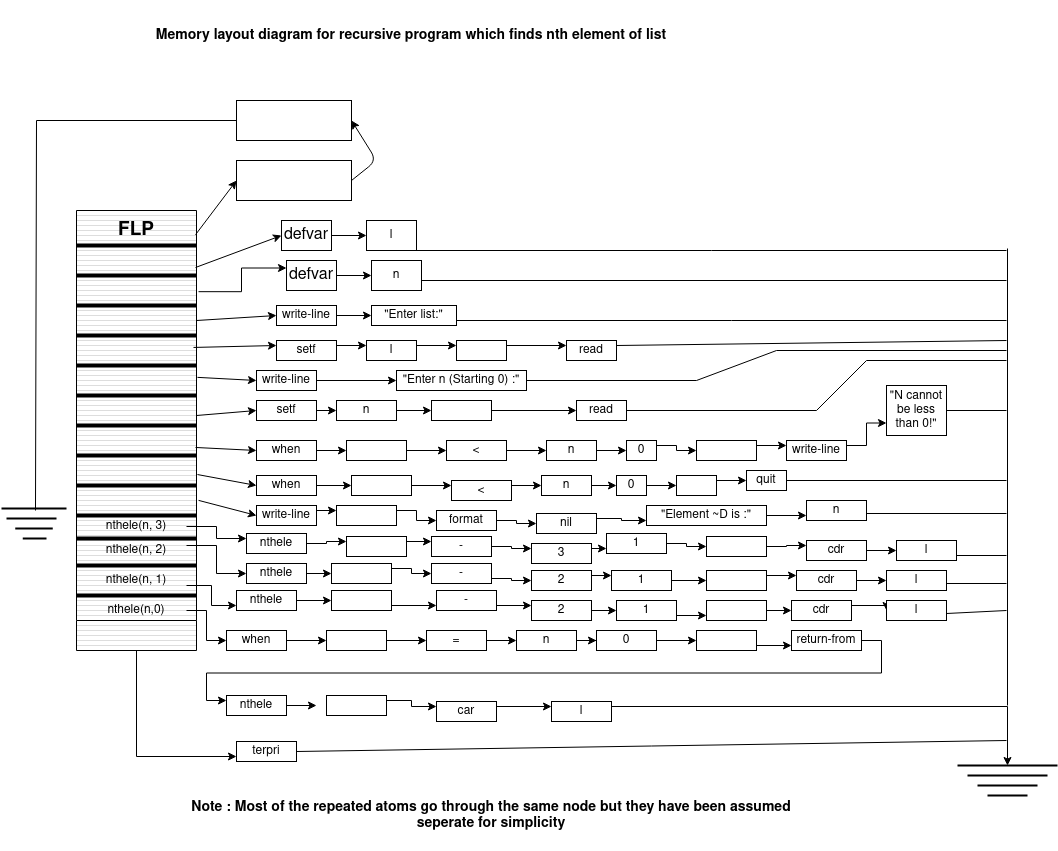 Memory layout diagram for recursive program which finds nth element of list
FLP
defvar l
defvar n
write-line "Enter list:"
setf l read
write-line "Enter n (Starting 0) :"
setf n read
when < n 0 write-line "N cannot
be less
than 0!"
when < n 0 quit
write-line format nil "Element ~D is :" n
nthele(n, 3)
nthele - 3 1 cdr l
nthele(n, 2)
nthele - 2 1 cdr l
nthele(n, 1)
nthele - 2 1 cdr l
nthele(n,0)
when = n 0 return-from
nthele car l
terpri
Note : Most of the repeated atoms go through the same node but they have been assumed
seperate for simplicity